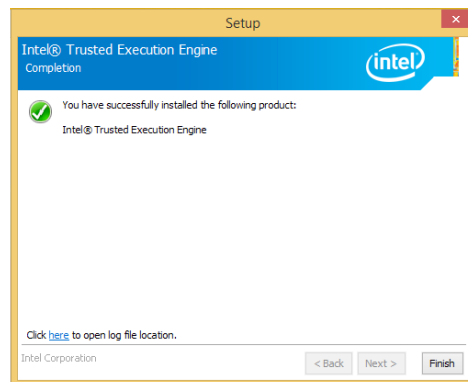 Setup
Intel® Trusted Execution Engine
Completion
intel
You have successfully installed the following product:
Intel® Trusted Execution Engine
Click here to open log file location.
Intel Corporation
< Back Next > Finish